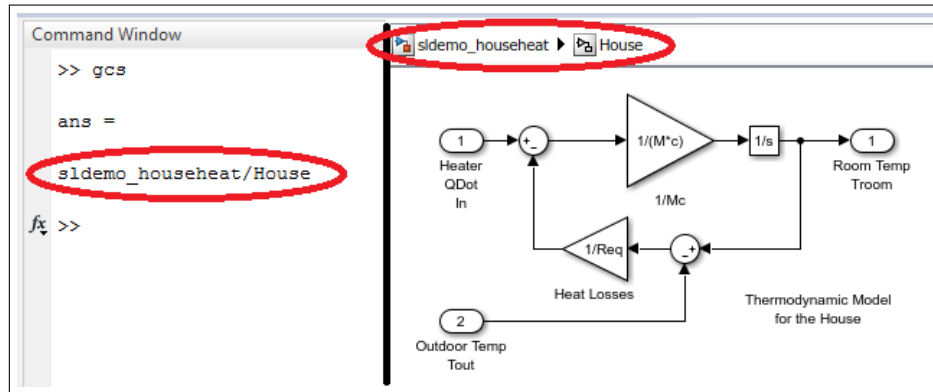 Command Window
>> gcs
ans =
sldemo_househeat/House
fx >>
sldemo_househeat ▶ House
1
Heater
QDot
In
+
-
1/(M*c)
1/Mc
1/s
1
Room Temp
Troom
1/Req
Heat Losses
-
+
2
Outdoor Temp
Tout
Thermodynamic Model
for the House